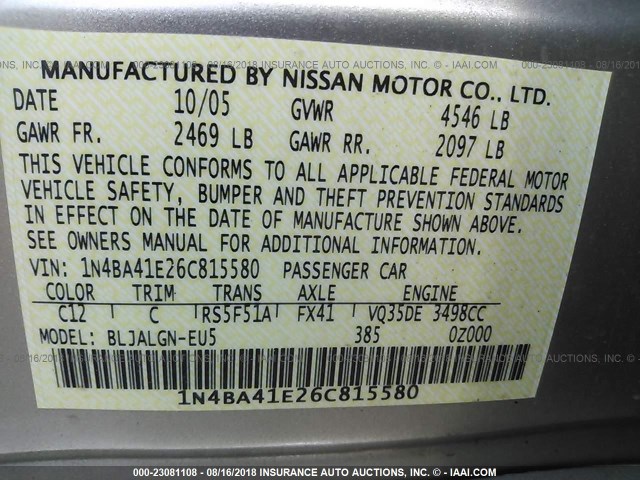 MANUFACTURED BY NISSAN MOTOR CO., LTD.
DATE 10/05 GVWR 4546 LB
GAWR FR. 2469 LB GAWR RR. 2097 LB
THIS VEHICLE CONFORMS TO ALL APPLICABLE FEDERAL MOTOR
VEHICLE SAFETY, BUMPER AND THEFT PREVENTION STANDARDS
IN EFFECT ON THE DATE OF MANUFACTURE SHOWN ABOVE.
SEE OWNERS MANUAL FOR ADDITIONAL INFORMATION.
VIN: 1N4BA41E26C815580 PASSENGER CAR
COLOR TRIM TRANS AXLE ENGINE
C12 C RS5F51A FX41 VQ35DE 3498CC
MODEL: BLJALGN-EU5 385 0Z000
1N4BA41E26C815580
000-23081108 - 08/16/2018 INSURANCE AUTO AUCTIONS, INC. - © - IAAI.COM